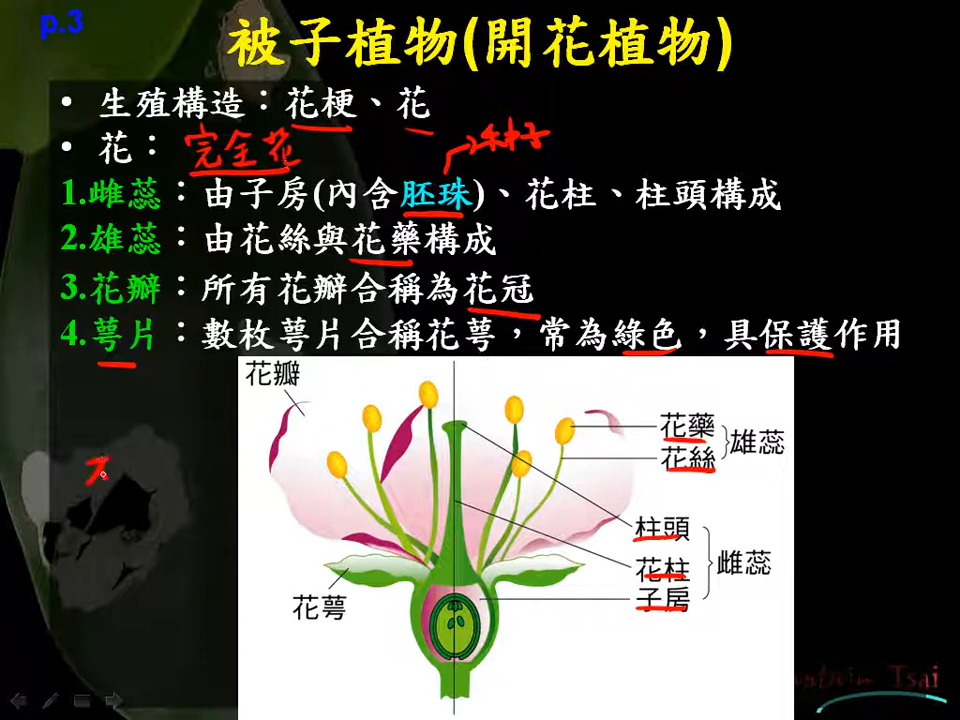 p.3
被子植物(開花植物)
• 生殖構造：花梗、花
• 花：完全花
種子
1.雌蕊：由子房(內含胚珠)、花柱、柱頭構成
2.雄蕊：由花絲與花藥構成
3.花瓣：所有花瓣合稱為花冠
4.萼片：數枚萼片合稱花萼，常為綠色，具保護作用
花瓣
花藥
雄蕊
花絲
柱頭
花柱
雌蕊
子房
花萼
Tsai